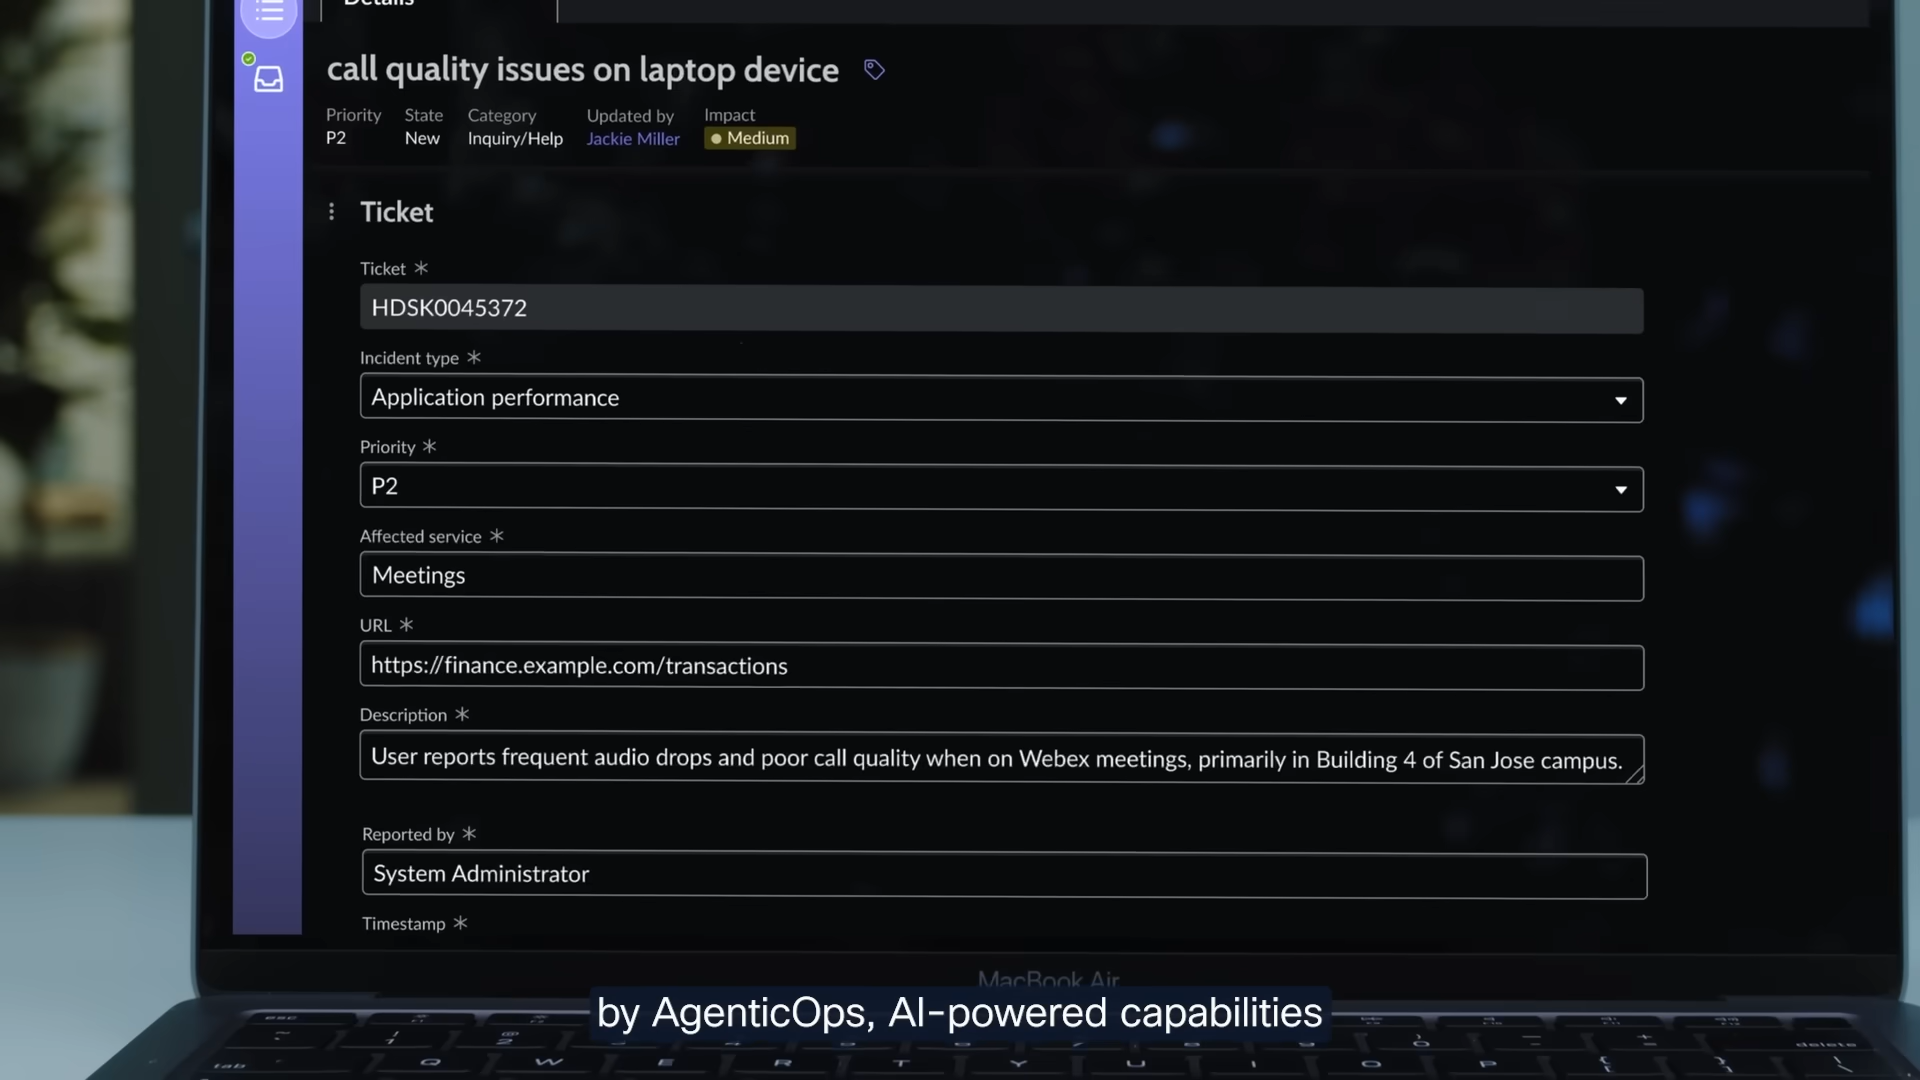 Details
call quality issues on laptop device
Priority State Category Updated by Impact
P2 New Inquiry/Help Jackie Miller Medium
Ticket
Ticket *
HDSK0045372
Incident type *
Application performance
Priority *
P2
Affected service *
Meetings
URL *
https://finance.example.com/transactions
Description *
User reports frequent audio drops and poor call quality when on Webex meetings, primarily in Building 4 of San Jose campus.
Reported by *
System Administrator
Timestamp *
MacBook Air
by AgenticOps, AI-powered capabilities
esc
delete
tab Q W E R T Y U I O P